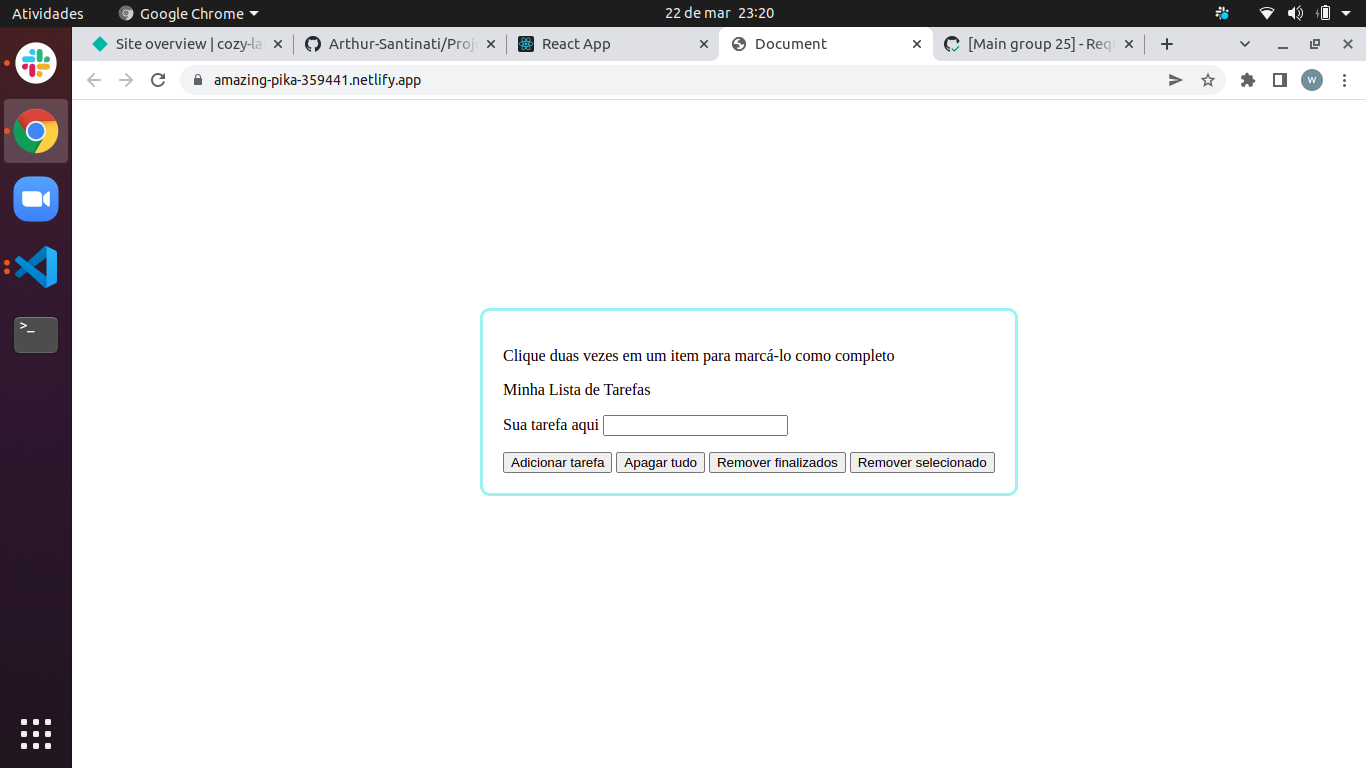 Atividades Google Chrome 22 de mar 23:20
Site overview | cozy-la Arthur-Santinati/Proj React App Document [Main group 25] - Requ
amazing-pika-359441.netlify.app W
Clique duas vezes em um item para marcá-lo como completo
Minha Lista de Tarefas
Sua tarefa aqui
Adicionar tarefa Apagar tudo Remover finalizados Remover selecionado
>_